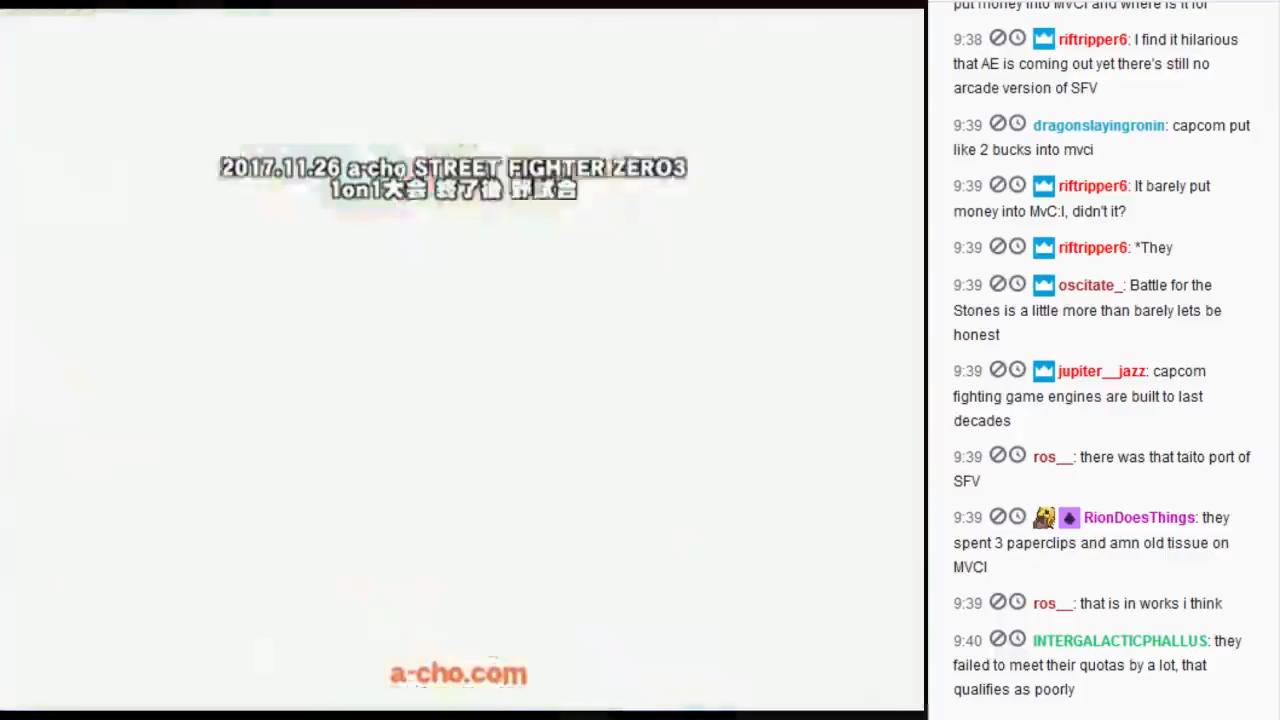 2017.11.26 a-cho STREET FIGHTER ZERO3
1on1大会 終了後 野試合
a-cho.com
put money into MvCI and where is it for
9:38 riftripper6: I find it hilarious
that AE is coming out yet there's still no
arcade version of SFV
9:39 dragonslayingronin: capcom put
like 2 bucks into mvci
9:39 riftripper6: It barely put
money into MvC:I, didn't it?
9:39 riftripper6: *They
9:39 oscitate_: Battle for the
Stones is a little more than barely lets be
honest
9:39 jupiter__jazz: capcom
fighting game engines are built to last
decades
9:39 ros__: there was that taito port of
SFV
9:39 RionDoesThings: they
spent 3 paperclips and amn old tissue on
MVCI
9:39 ros__: that is in works i think
9:40 INTERGALACTICPHALLUS: they
failed to meet their quotas by a lot, that
qualifies as poorly